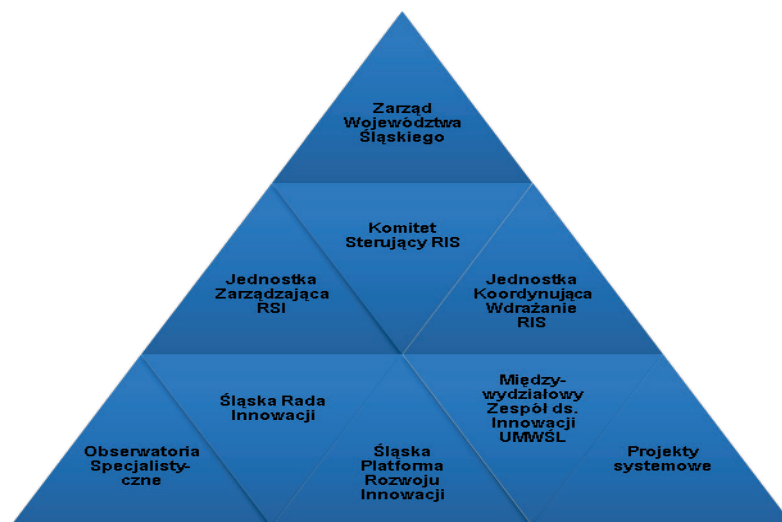 Zarząd
Województwa
Śląskiego
Komitet
Sterujący RIS
Jednostka
Zarządzająca
RSI
Jednostka
Koordynująca
Wdrażanie
RIS
Śląska Rada
Innowacji
Między-
wydziałowy
Zespół ds.
Innowacji
UMWŚL
Obserwatoria
Specjalisty-
czne
Śląska
Platforma
Rozwoju
Innowacji
Projekty
systemowe